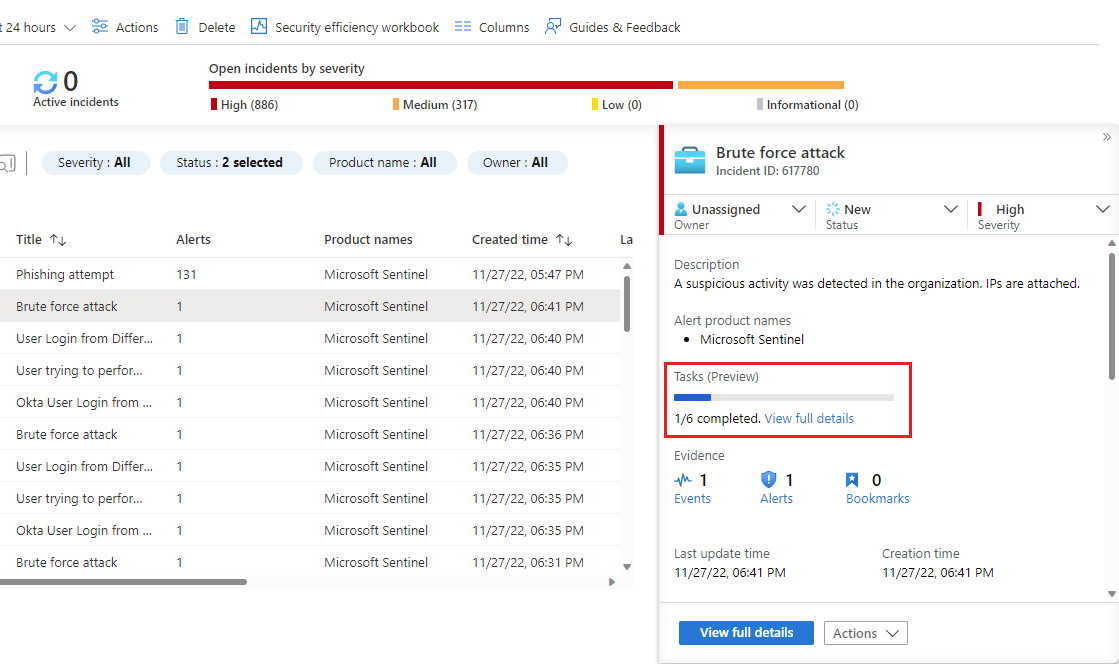 t 24 hours Actions Delete Security efficiency workbook Columns Guides & Feedback
0
Active incidents
Open incidents by severity
High (886) Medium (317) Low (0) Informational (0)
Severity : All Status : 2 selected Product name : All Owner : All
Title Alerts Product names Created time La
Phishing attempt 131 Microsoft Sentinel 11/27/22, 05:47 PM
Brute force attack 1 Microsoft Sentinel 11/27/22, 06:41 PM
User Login from Differ... 1 Microsoft Sentinel 11/27/22, 06:40 PM
User trying to perfor... 1 Microsoft Sentinel 11/27/22, 06:40 PM
Okta User Login from ... 1 Microsoft Sentinel 11/27/22, 06:40 PM
Brute force attack 1 Microsoft Sentinel 11/27/22, 06:36 PM
User Login from Differ... 1 Microsoft Sentinel 11/27/22, 06:35 PM
User trying to perfor... 1 Microsoft Sentinel 11/27/22, 06:35 PM
Okta User Login from ... 1 Microsoft Sentinel 11/27/22, 06:35 PM
Brute force attack 1 Microsoft Sentinel 11/27/22, 06:31 PM
Brute force attack
Incident ID: 617780
Unassigned New High
Owner Status Severity
Description
A suspicious activity was detected in the organization. IPs are attached.
Alert product names
• Microsoft Sentinel
Tasks (Preview)
1/6 completed. View full details
Evidence
1 1 0
Events Alerts Bookmarks
Last update time Creation time
11/27/22, 06:41 PM 11/27/22, 06:41 PM
View full details Actions